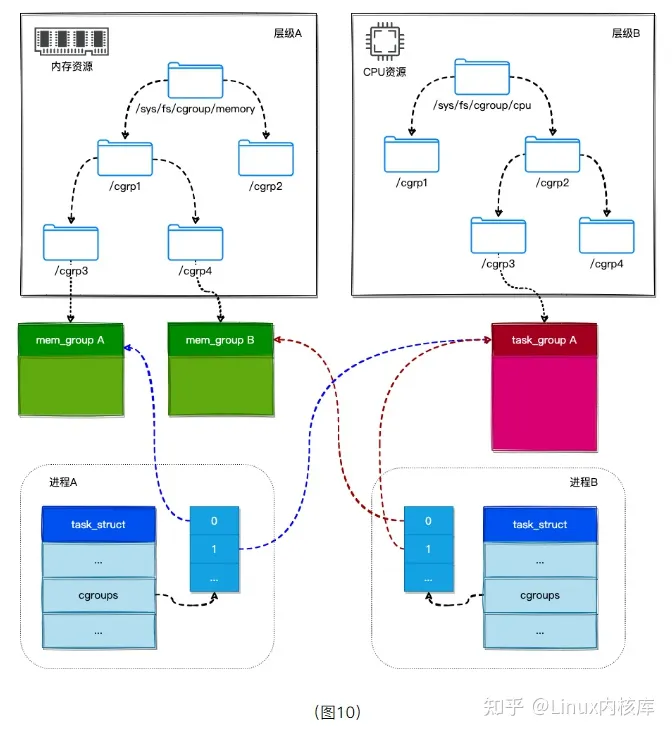 层级A
内存资源
/sys/fs/cgroup/memory
/cgrp1
/cgrp2
/cgrp3
/cgrp4
层级B
CPU资源
/sys/fs/cgroup/cpu
/cgrp1
/cgrp2
/cgrp3
/cgrp4
mem_group A
mem_group B
task_group A
进程A
task_struct
...
cgroups
...
0
1
...
进程B
0
1
...
task_struct
...
cgroups
...
(图10)
知乎 @Linux内核库